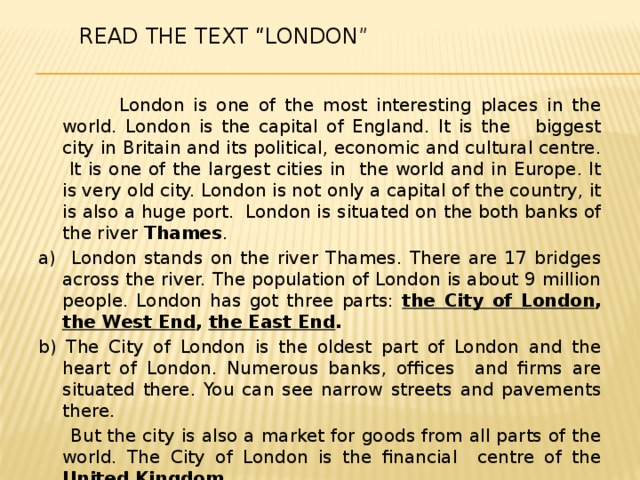 READ THE TEXT “LONDON”
London is one of the most interesting places in the
world. London is the capital of England. It is the biggest
city in Britain and its political, economic and cultural centre.
It is one of the largest cities in the world and in Europe. It
is very old city. London is not only a capital of the country, it
is also a huge port. London is situated on the both banks of
the river Thames.
a) London stands on the river Thames. There are 17 bridges
across the river. The population of London is about 9 million
people. London has got three parts: the City of London,
the West End, the East End.
b) The City of London is the oldest part of London and the
heart of London. Numerous banks, offices and firms are
situated there. You can see narrow streets and pavements
there.
But the city is also a market for goods from all parts of the
world. The City of London is the financial centre of the
United Kingdom